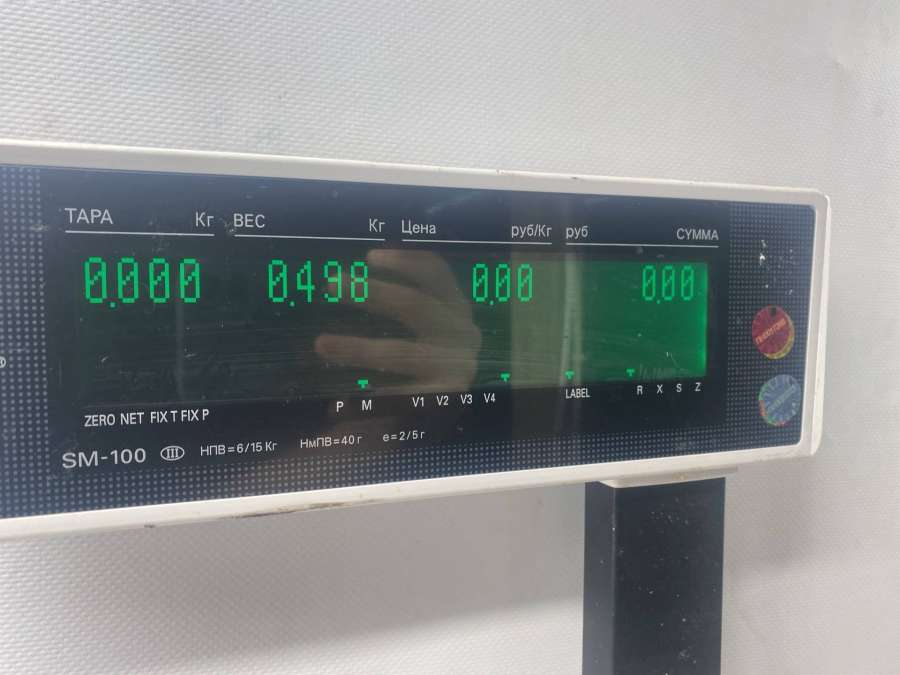 ТАРА Кг ВЕС Кг Цена руб/Кг руб СУММА
0.000 0.498 0.00 0.00
P M V1 V2 V3 V4 LABEL R X S Z
ZERO NET FIX T FIX P
SM-100 III НПВ=6/15 Кг НмПВ=40 г e=2/5 г